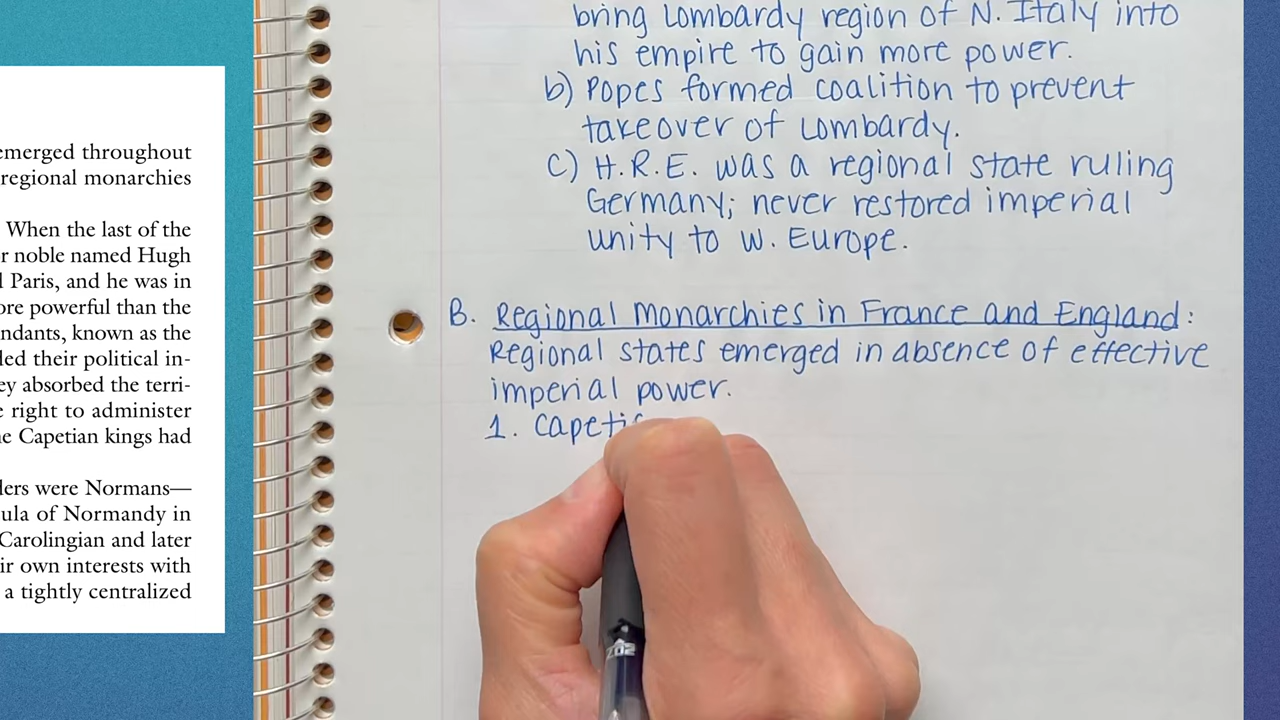 emerged throughout
regional monarchies
When the last of the
noble named Hugh
Paris, and he was in
ore powerful than the
ndants, known as the
led their political in-
ey absorbed the terri-
e right to administer
he Capetian kings had
ders were Normans—
ula of Normandy in
Carolingian and later
ir own interests with
a tightly centralized
bring Lombardy region of N. Italy into
his empire to gain more power.
b) Popes formed coalition to prevent
takeover of Lombardy.
c) H.R.E. was a regional state ruling
Germany; never restored imperial
unity to W. Europe.
B. Regional Monarchies in France and England:
Regional states emerged in absence of effective
imperial power.
1. Capeti